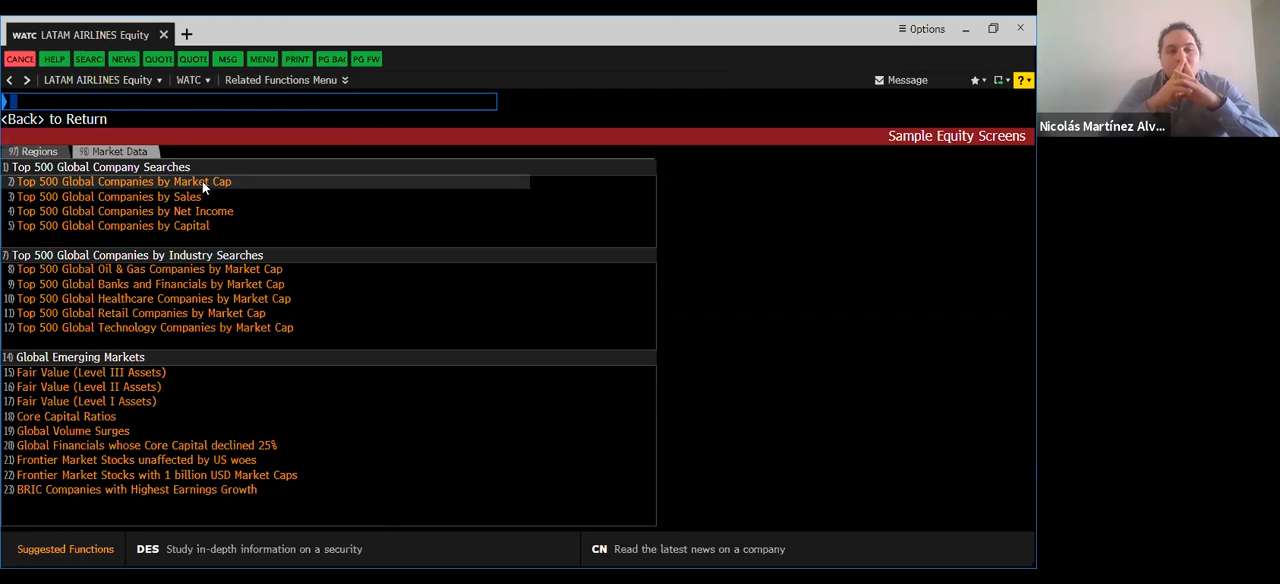 WATC LATAM AIRLINES Equity
Options
CANCE HELP SEARC NEWS QUOTE QUOTE MSG MENU PRINT PG BAC PG FW
LATAM AIRLINES Equity WATC Related Functions Menu Message
<Back> to Return
Sample Equity Screens
97) Regions 98) Market Data
1) Top 500 Global Company Searches
2) Top 500 Global Companies by Market Cap
3) Top 500 Global Companies by Sales
4) Top 500 Global Companies by Net Income
5) Top 500 Global Companies by Capital
7) Top 500 Global Companies by Industry Searches
8) Top 500 Global Oil & Gas Companies by Market Cap
9) Top 500 Global Banks and Financials by Market Cap
10) Top 500 Global Healthcare Companies by Market Cap
11) Top 500 Global Retail Companies by Market Cap
12) Top 500 Global Technology Companies by Market Cap
14) Global Emerging Markets
15) Fair Value (Level III Assets)
16) Fair Value (Level II Assets)
17) Fair Value (Level I Assets)
18) Core Capital Ratios
19) Global Volume Surges
20) Global Financials whose Core Capital declined 25%
21) Frontier Market Stocks unaffected by US woes
22) Frontier Market Stocks with 1 billion USD Market Caps
23) BRIC Companies with Highest Earnings Growth
Suggested Functions DES Study in-depth information on a security CN Read the latest news on a company
Nicolás Martínez Alv...